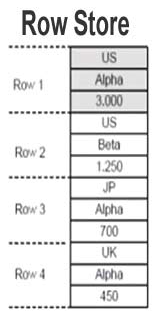 Row Store
US
Row 1 Alpha
3.000
US
Row 2 Beta
1.250
JP
Row 3 Alpha
700
UK
Row 4 Alpha
450